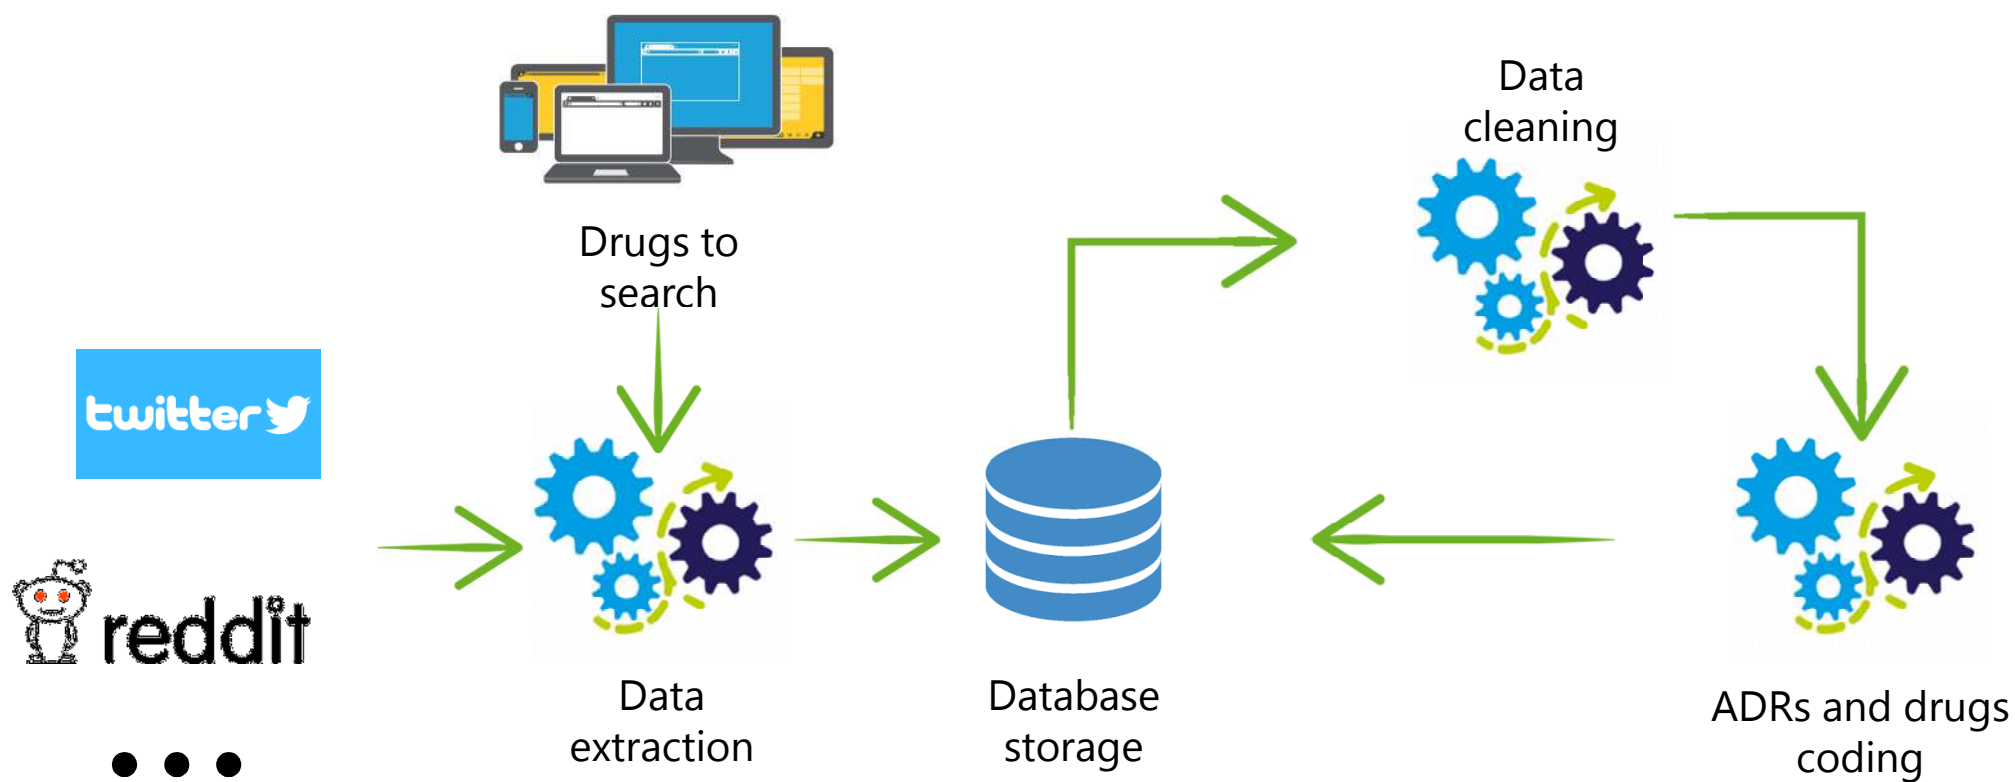 Drugs to
search
Data
cleaning
twitter
reddit
Data
extraction
Database
storage
ADRs and drugs
coding